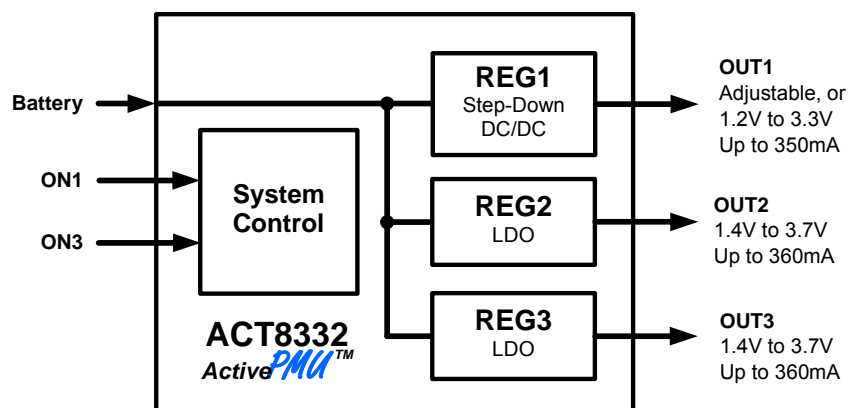 Battery
ON1
ON3
System
Control
REG1
Step-Down
DC/DC
REG2
LDO
REG3
LDO
ACT8332
ActivePMU™
OUT1
Adjustable, or
1.2V to 3.3V
Up to 350mA
OUT2
1.4V to 3.7V
Up to 360mA
OUT3
1.4V to 3.7V
Up to 360mA